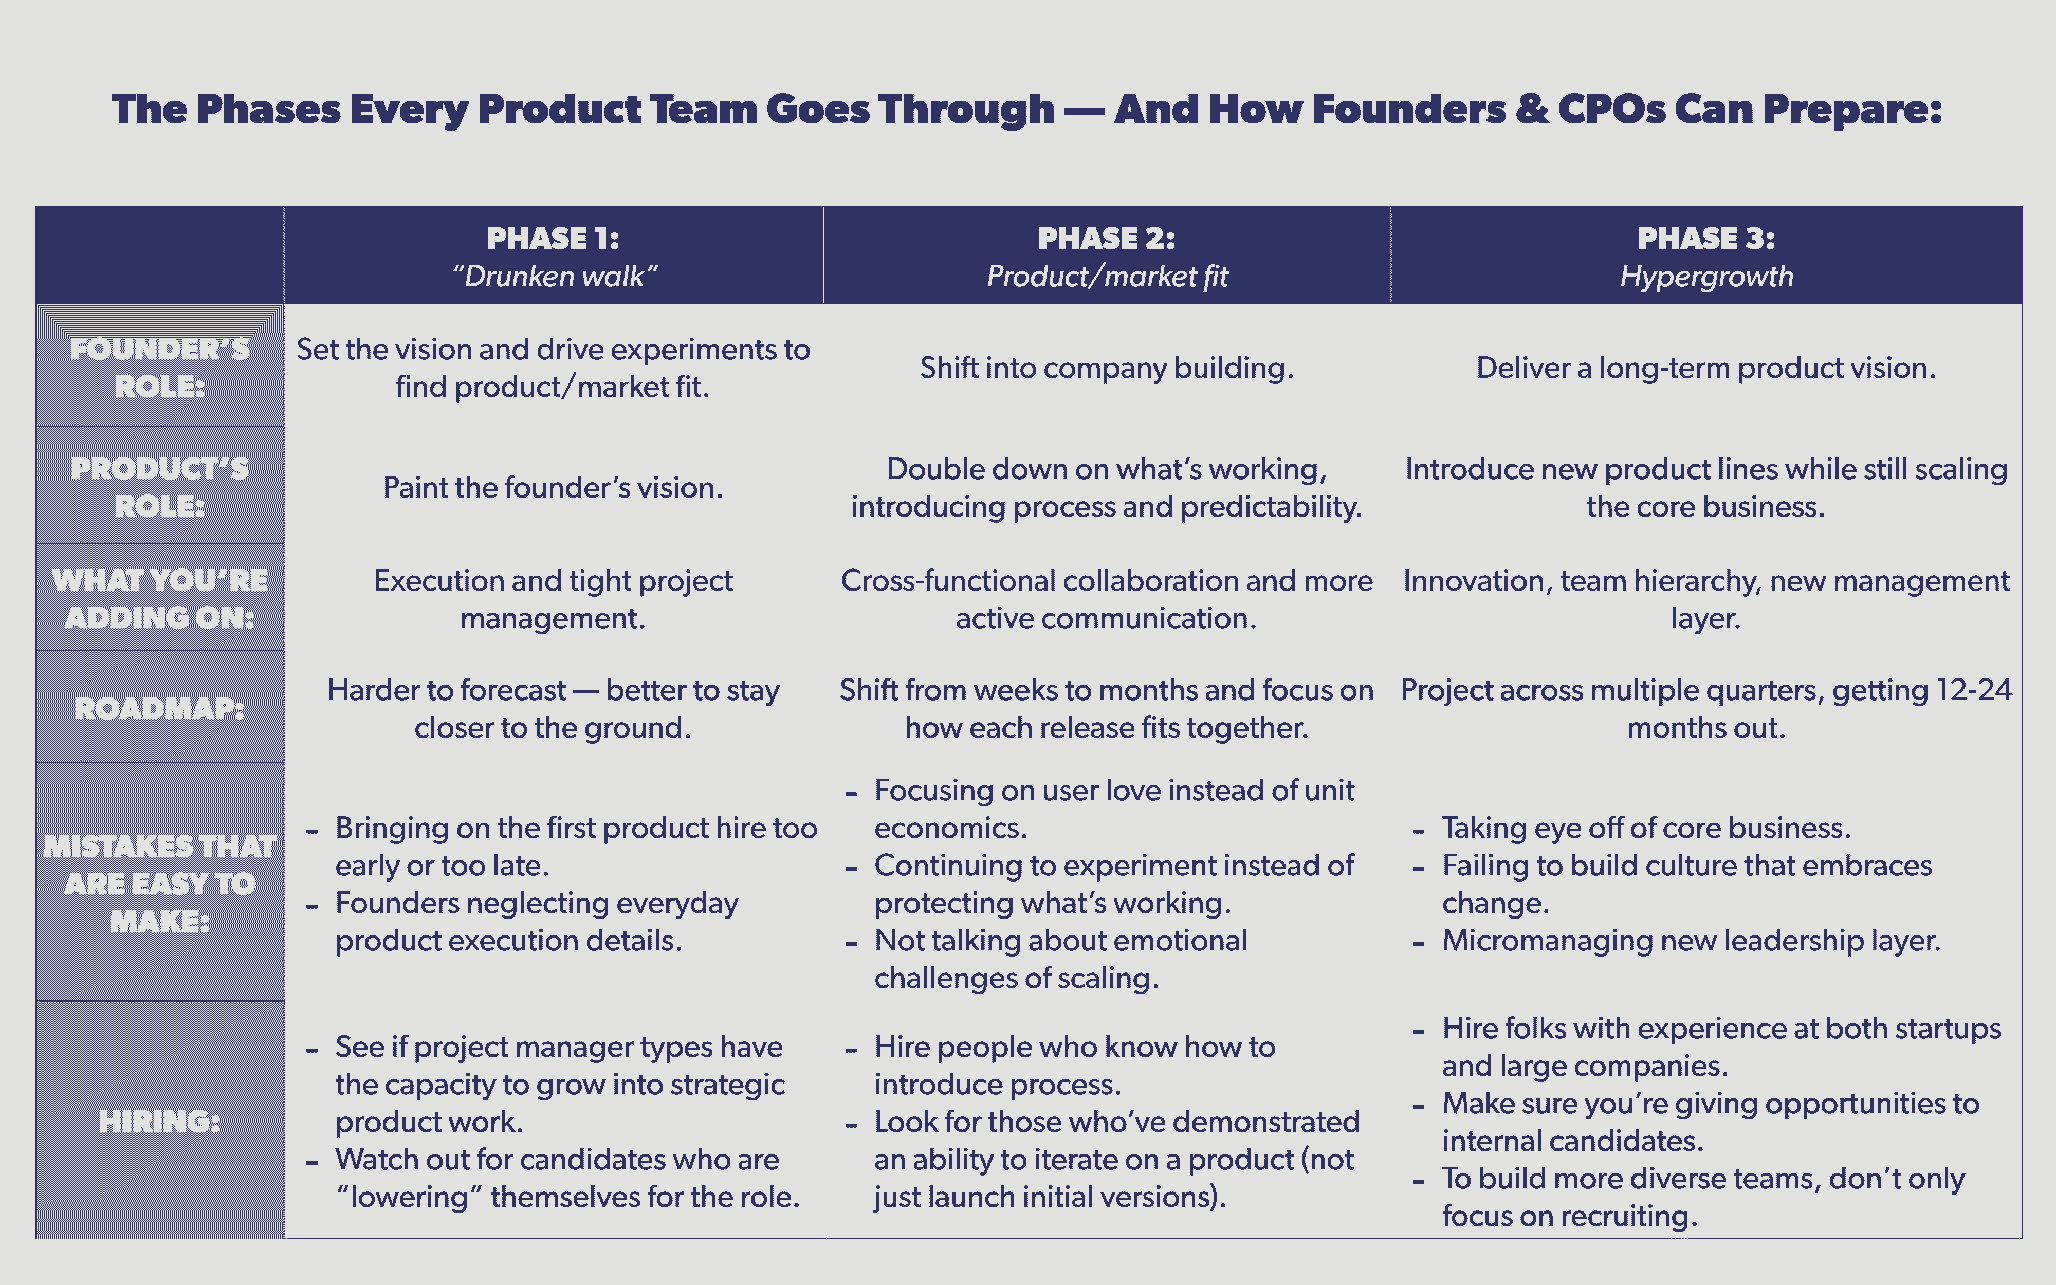 The Phases Every Product Team Goes Through — And How Founders & CPOs Can Prepare:
PHASE 1:
“Drunken walk”
PHASE 2:
Product/market fit
PHASE 3:
Hypergrowth
FOUNDER’S
ROLE:
Set the vision and drive experiments to
find product/market fit.
Shift into company building.
Deliver a long-term product vision.
PRODUCT’S
ROLE:
Paint the founder’s vision.
Double down on what’s working,
introducing process and predictability.
Introduce new product lines while still scaling
the core business.
WHAT YOU’RE
ADDING ON:
Execution and tight project
management.
Cross-functional collaboration and more
active communication.
Innovation, team hierarchy, new management
layer.
ROADMAP:
Harder to forecast — better to stay
closer to the ground.
Shift from weeks to months and focus on
how each release fits together.
Project across multiple quarters, getting 12-24
months out.
MISTAKES THAT
ARE EASY TO
MAKE:
- Bringing on the first product hire too
early or too late.
- Founders neglecting everyday
product execution details.
- Focusing on user love instead of unit
economics.
- Continuing to experiment instead of
protecting what’s working.
- Not talking about emotional
challenges of scaling.
- Taking eye off of core business.
- Failing to build culture that embraces
change.
- Micromanaging new leadership layer.
HIRING:
- See if project manager types have
the capacity to grow into strategic
product work.
- Watch out for candidates who are
“lowering” themselves for the role.
- Hire people who know how to
introduce process.
- Look for those who’ve demonstrated
an ability to iterate on a product (not
just launch initial versions).
- Hire folks with experience at both startups
and large companies.
- Make sure you’re giving opportunities to
internal candidates.
- To build more diverse teams, don’t only
focus on recruiting.